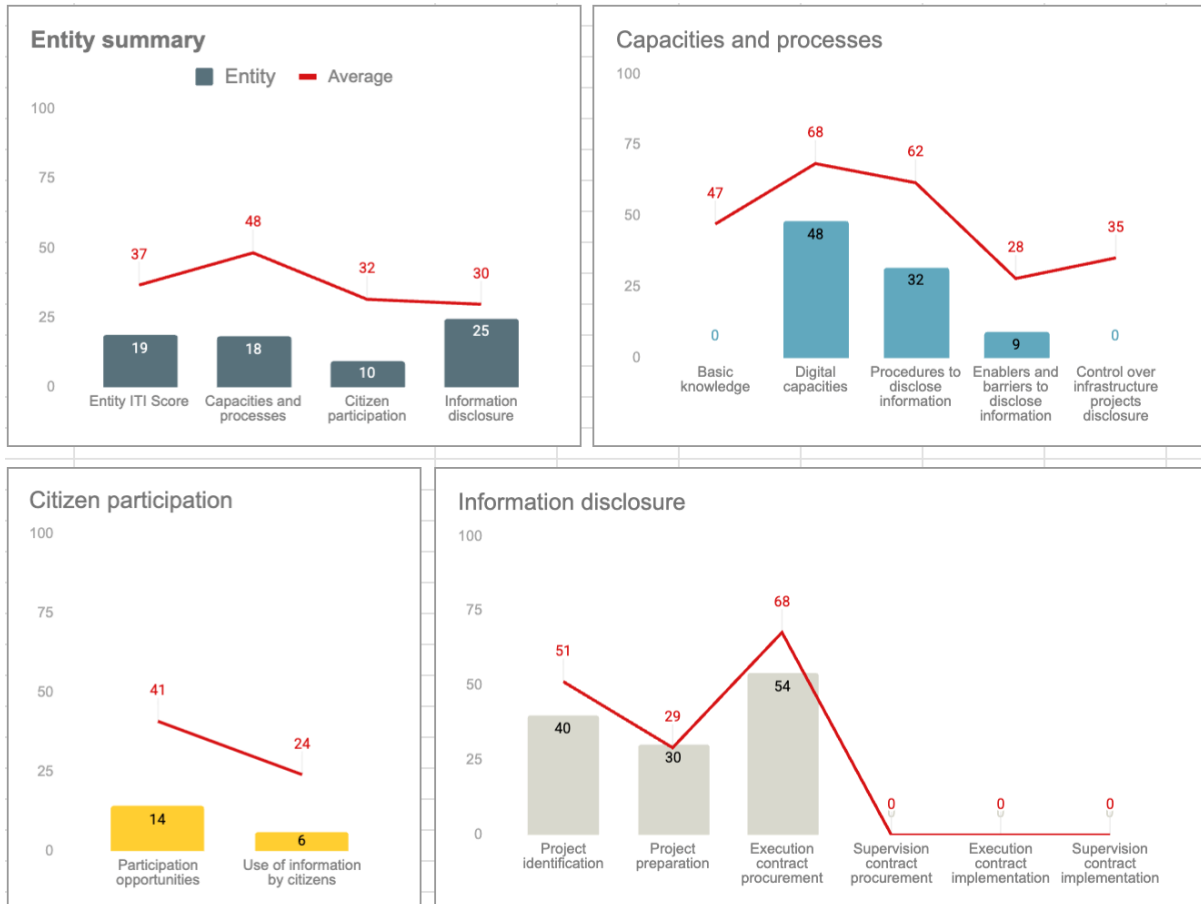 Entity summary
Entity Average
100
75
50
25
0
37
48
32
30
19
18
10
25
Entity ITI Score
Capacities and
processes
Citizen
participation
Information
disclosure
Capacities and processes
100
75
50
25
0
47
68
62
28
35
0
48
32
9
0
Basic
knowledge
Digital
capacities
Procedures to
disclose
information
Enablers and
barriers to
disclose
information
Control over
infrastructure
projects
disclosure
Citizen participation
100
75
50
25
0
41
24
14
6
Participation
opportunities
Use of information
by citizens
Information disclosure
100
75
50
25
0
51
29
68
0
0
0
40
30
54
Project
identification
Project
preparation
Execution
contract
procurement
Supervision
contract
procurement
Execution
contract
implementation
Supervision
contract
implementation